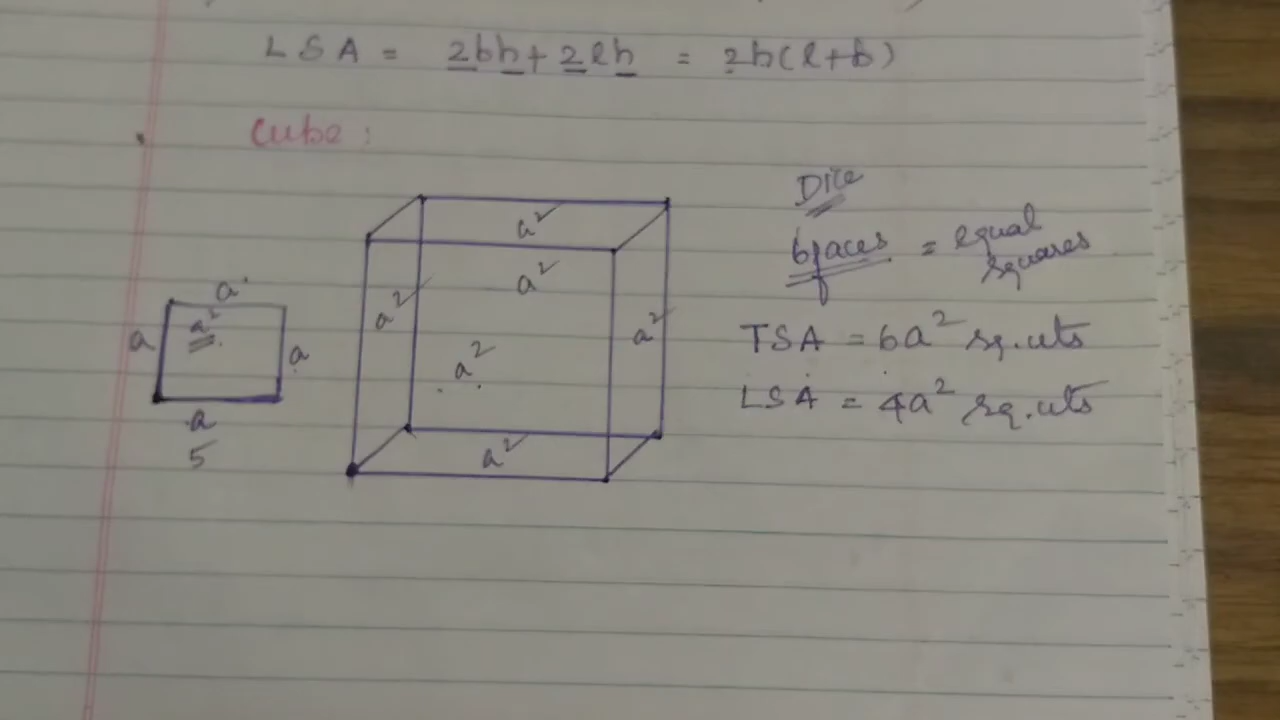 LSA = 2bh + 2lh = 2h(l+b)
Cube:
Dice
6faces = equal
squares
TSA = 6a² sq.uts
LSA = 4a² sq.uts
a
a
a²
a
a
5
a²
a²
a²
a²
a²
a²